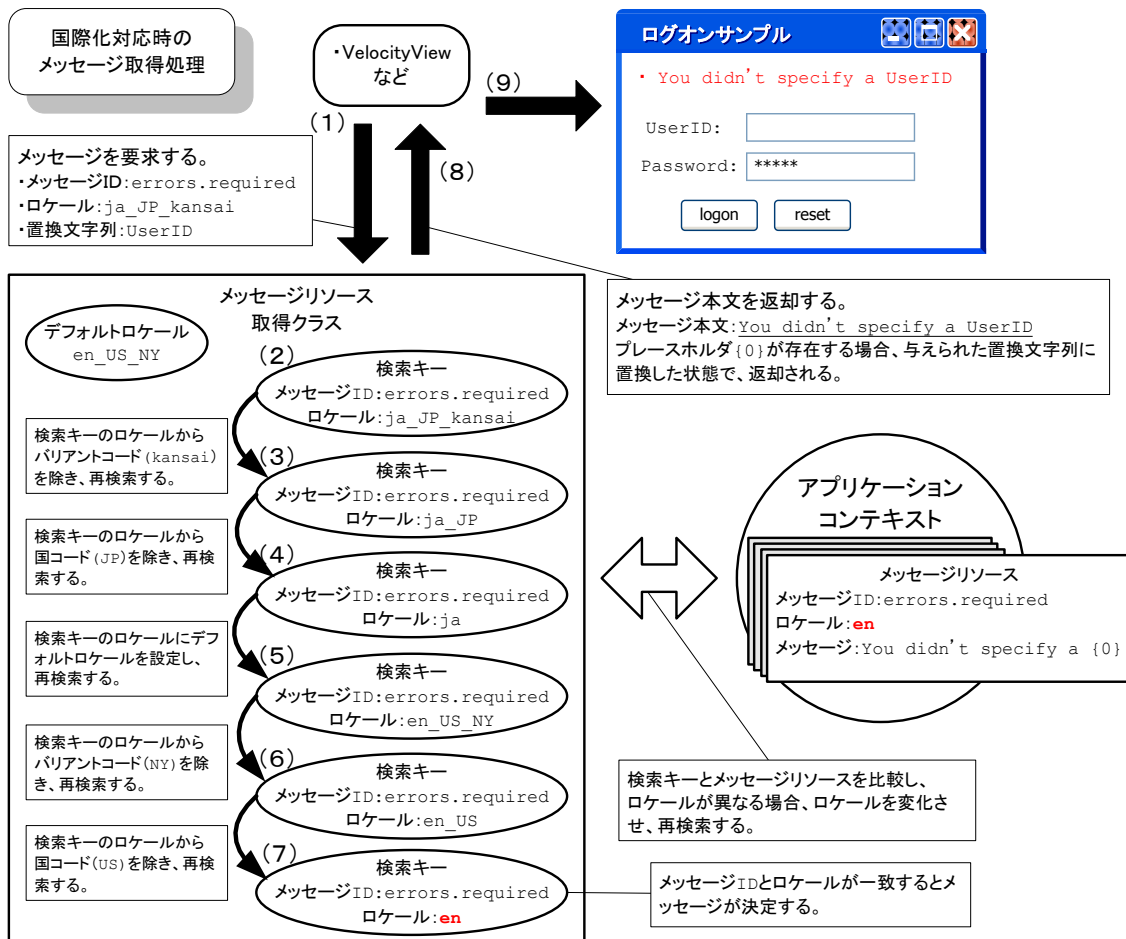 国際化対応時の
メッセージ取得処理
・VelocityView
など
(1)
(8)
(9)
ログオンサンプル
・ You didn't specify a UserID
UserID:
Password: *****
logon reset
メッセージを要求する。
・メッセージID:errors.required
・ロケール:ja_JP_kansai
・置換文字列:UserID
メッセージ本文を返却する。
メッセージ本文:You didn't specify a UserID
プレースホルダ{0}が存在する場合、与えられた置換文字列に
置換した状態で、返却される。
メッセージリソース
取得クラス
デフォルトロケール
en_US_NY
(2)
検索キー
メッセージID:errors.required
ロケール:ja_JP_kansai
検索キーのロケールから
バリアントコード(kansai)
を除き、再検索する。
(3)
検索キー
メッセージID:errors.required
ロケール:ja_JP
検索キーのロケールから
国コード(JP)を除き、再検
索する。
(4)
検索キー
メッセージID:errors.required
ロケール:ja
検索キーのロケールにデフ
ォルトロケールを設定し、
再検索する。
(5)
検索キー
メッセージID:errors.required
ロケール:en_US_NY
検索キーのロケールから
バリアントコード(NY)を除
き、再検索する。
(6)
検索キー
メッセージID:errors.required
ロケール:en_US
検索キーのロケールから
国コード(US)を除き、再検
索する。
(7)
検索キー
メッセージID:errors.required
ロケール:en
アプリケーション
コンテキスト
メッセージリソース
メッセージID:errors.required
ロケール:en
メッセージ:You didn't specify a {0}
検索キーとメッセージリソースを比較し、
ロケールが異なる場合、ロケールを変化さ
せ、再検索する。
メッセージIDとロケールが一致するとメ
ッセージが決定する。